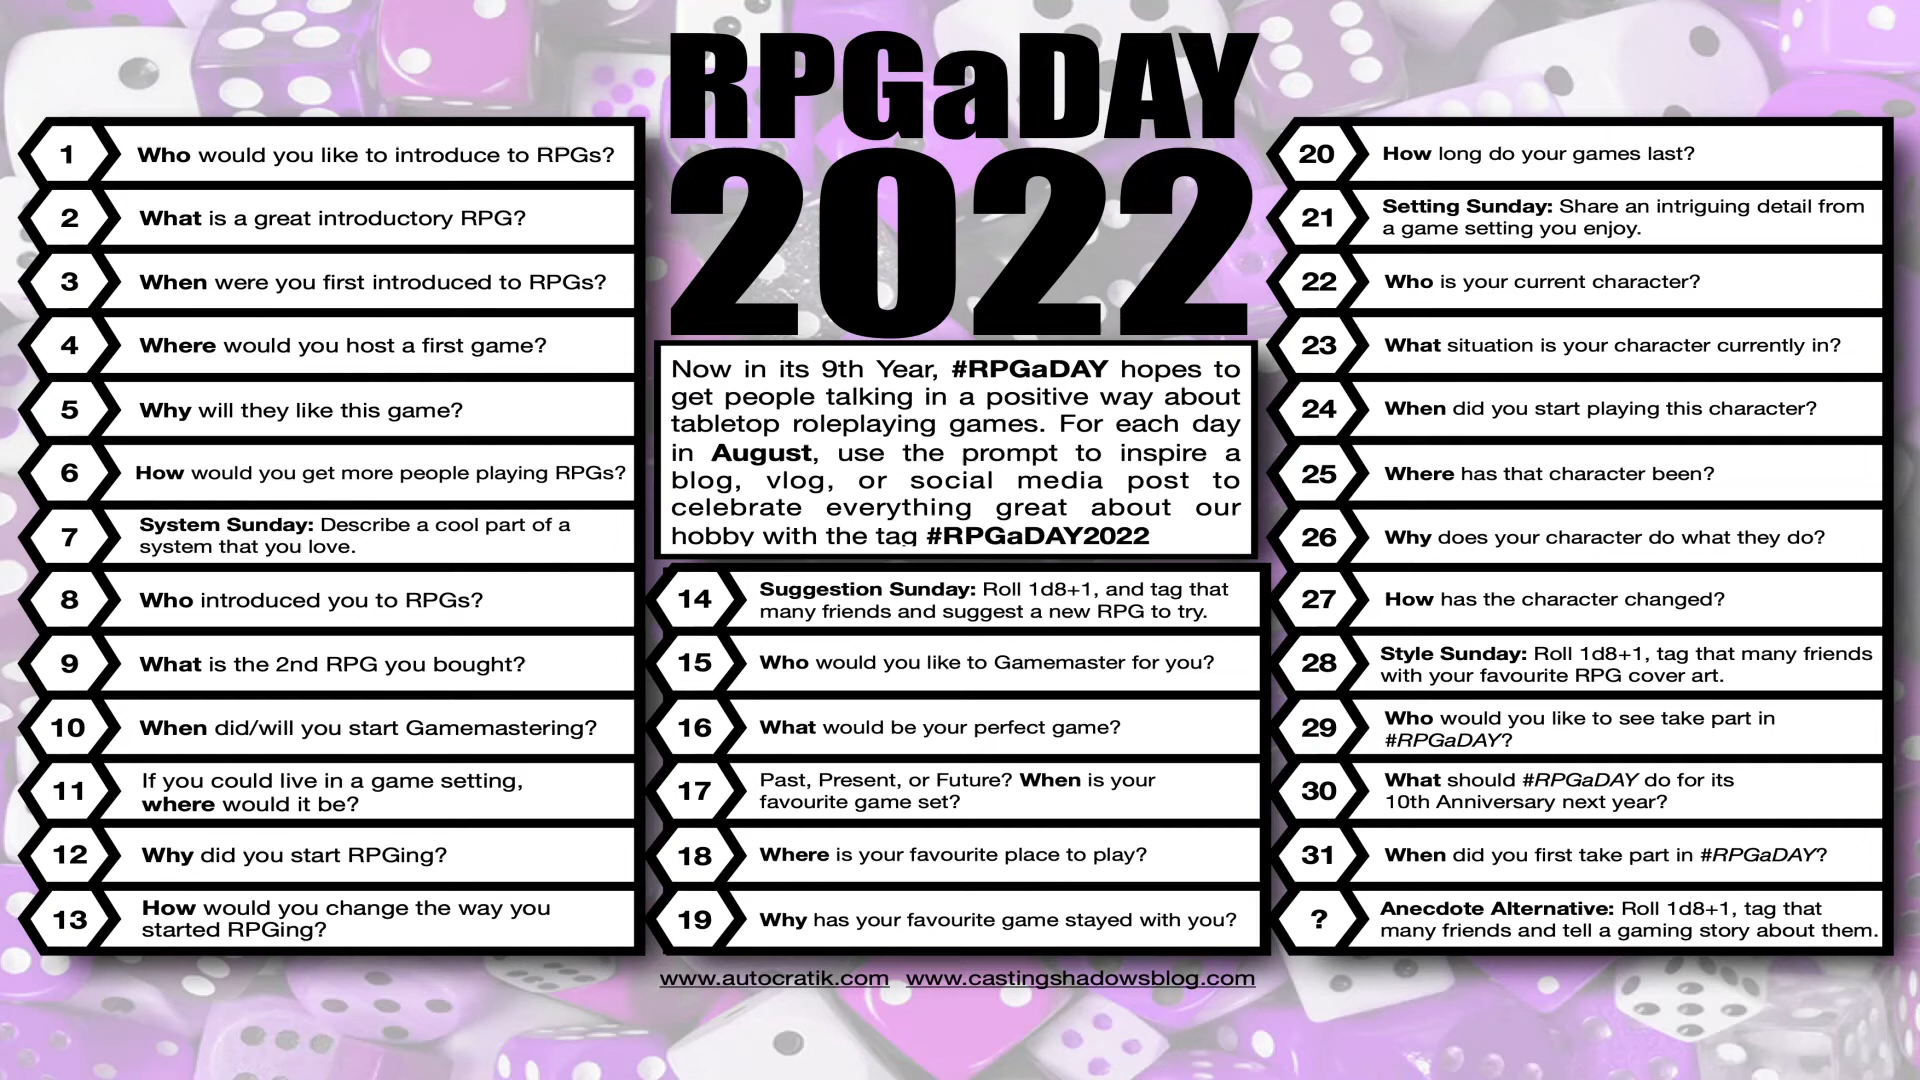 RPGaDAY
2022
1
Who would you like to introduce to RPGs?
2
What is a great introductory RPG?
3
When were you first introduced to RPGs?
4
Where would you host a first game?
5
Why will they like this game?
6
How would you get more people playing RPGs?
7
System Sunday: Describe a cool part of a
system that you love.
8
Who introduced you to RPGs?
9
What is the 2nd RPG you bought?
10
When did/will you start Gamemastering?
11
If you could live in a game setting,
where would it be?
12
Why did you start RPGing?
13
How would you change the way you
started RPGing?
Now in its 9th Year, #RPGaDAY hopes to
get people talking in a positive way about
tabletop roleplaying games. For each day
in August, use the prompt to inspire a
blog, vlog, or social media post to
celebrate everything great about our
hobby with the tag #RPGaDAY2022
14
Suggestion Sunday: Roll 1d8+1, and tag that
many friends and suggest a new RPG to try.
15
Who would you like to Gamemaster for you?
16
What would be your perfect game?
17
Past, Present, or Future? When is your
favourite game set?
18
Where is your favourite place to play?
19
Why has your favourite game stayed with you?
20
How long do your games last?
21
Setting Sunday: Share an intriguing detail from
a game setting you enjoy.
22
Who is your current character?
23
What situation is your character currently in?
24
When did you start playing this character?
25
Where has that character been?
26
Why does your character do what they do?
27
How has the character changed?
28
Style Sunday: Roll 1d8+1, tag that many friends
with your favourite RPG cover art.
29
Who would you like to see take part in
#RPGaDAY?
30
What should #RPGaDAY do for its
10th Anniversary next year?
31
When did you first take part in #RPGaDAY?
?
Anecdote Alternative: Roll 1d8+1, tag that
many friends and tell a gaming story about them.
www.autocratik.com www.castingshadowsblog.com